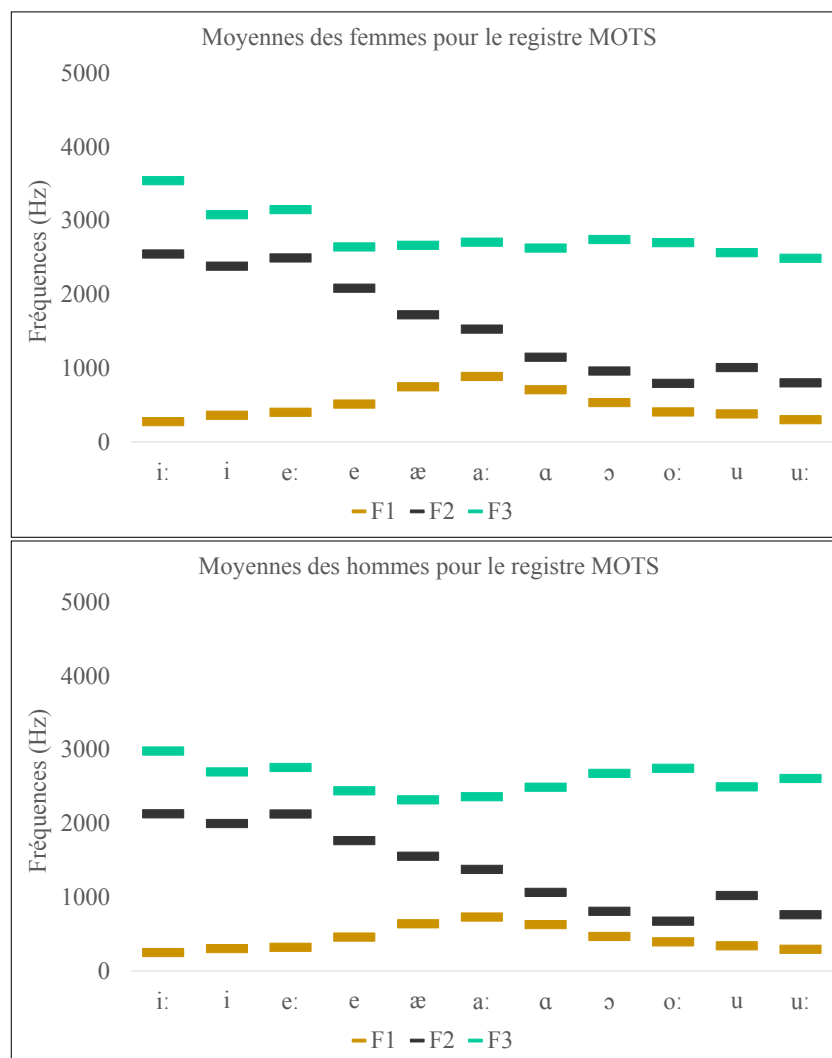 Moyennes des femmes pour le registre MOTS
5000
4000
3000
2000
1000
0
Fréquences (Hz)
iː i eː e æ aː ɑ ɔ oː u uː
F1 F2 F3
Moyennes des hommes pour le registre MOTS
5000
4000
3000
2000
1000
0
Fréquences (Hz)
iː i eː e æ aː ɑ ɔ oː u uː
F1 F2 F3